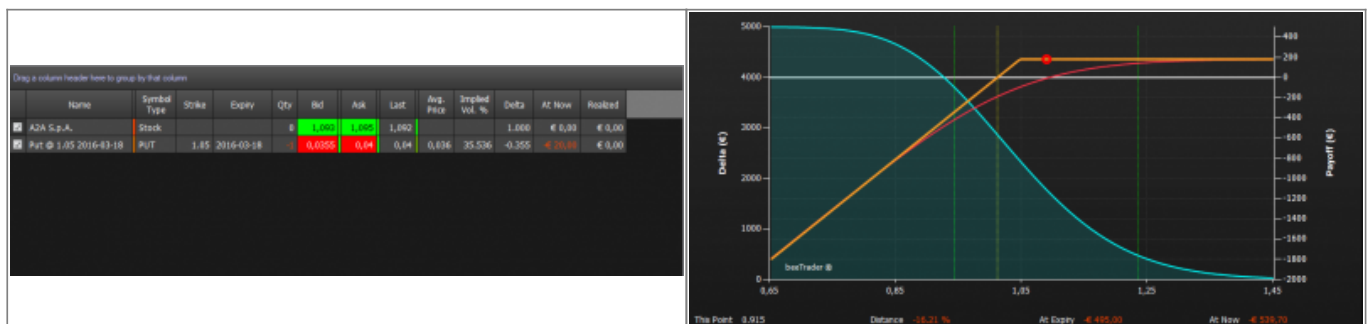 Drag a column header here to group by that column
Name Symbol Type Strike Expiry Qty Bid Ask Last Avg. Price Implied Vol. % Delta At Now Realized
A2A S.p.A. Stock 0 1,093 1,095 1,092 1.000 € 0,00 € 0,00
Put @ 1.05 2016-03-18 PUT 1.05 2016-03-18 -1 0,0355 0,04 0,04 0,036 35.536 -0.355 -€ 20,00 € 0,00
5000
4000
3000
2000
1000
0
Delta (€)
400
200
0
-200
-400
-600
-800
-1000
-1200
-1400
-1600
-1800
-2000
Payoff (€)
beeTrader ®
0,65 0,85 1,05 1,25 1,45
This Point 0.915 Distance -16,21 % At Expiry -€ 495,00 At Now -€ 539,70